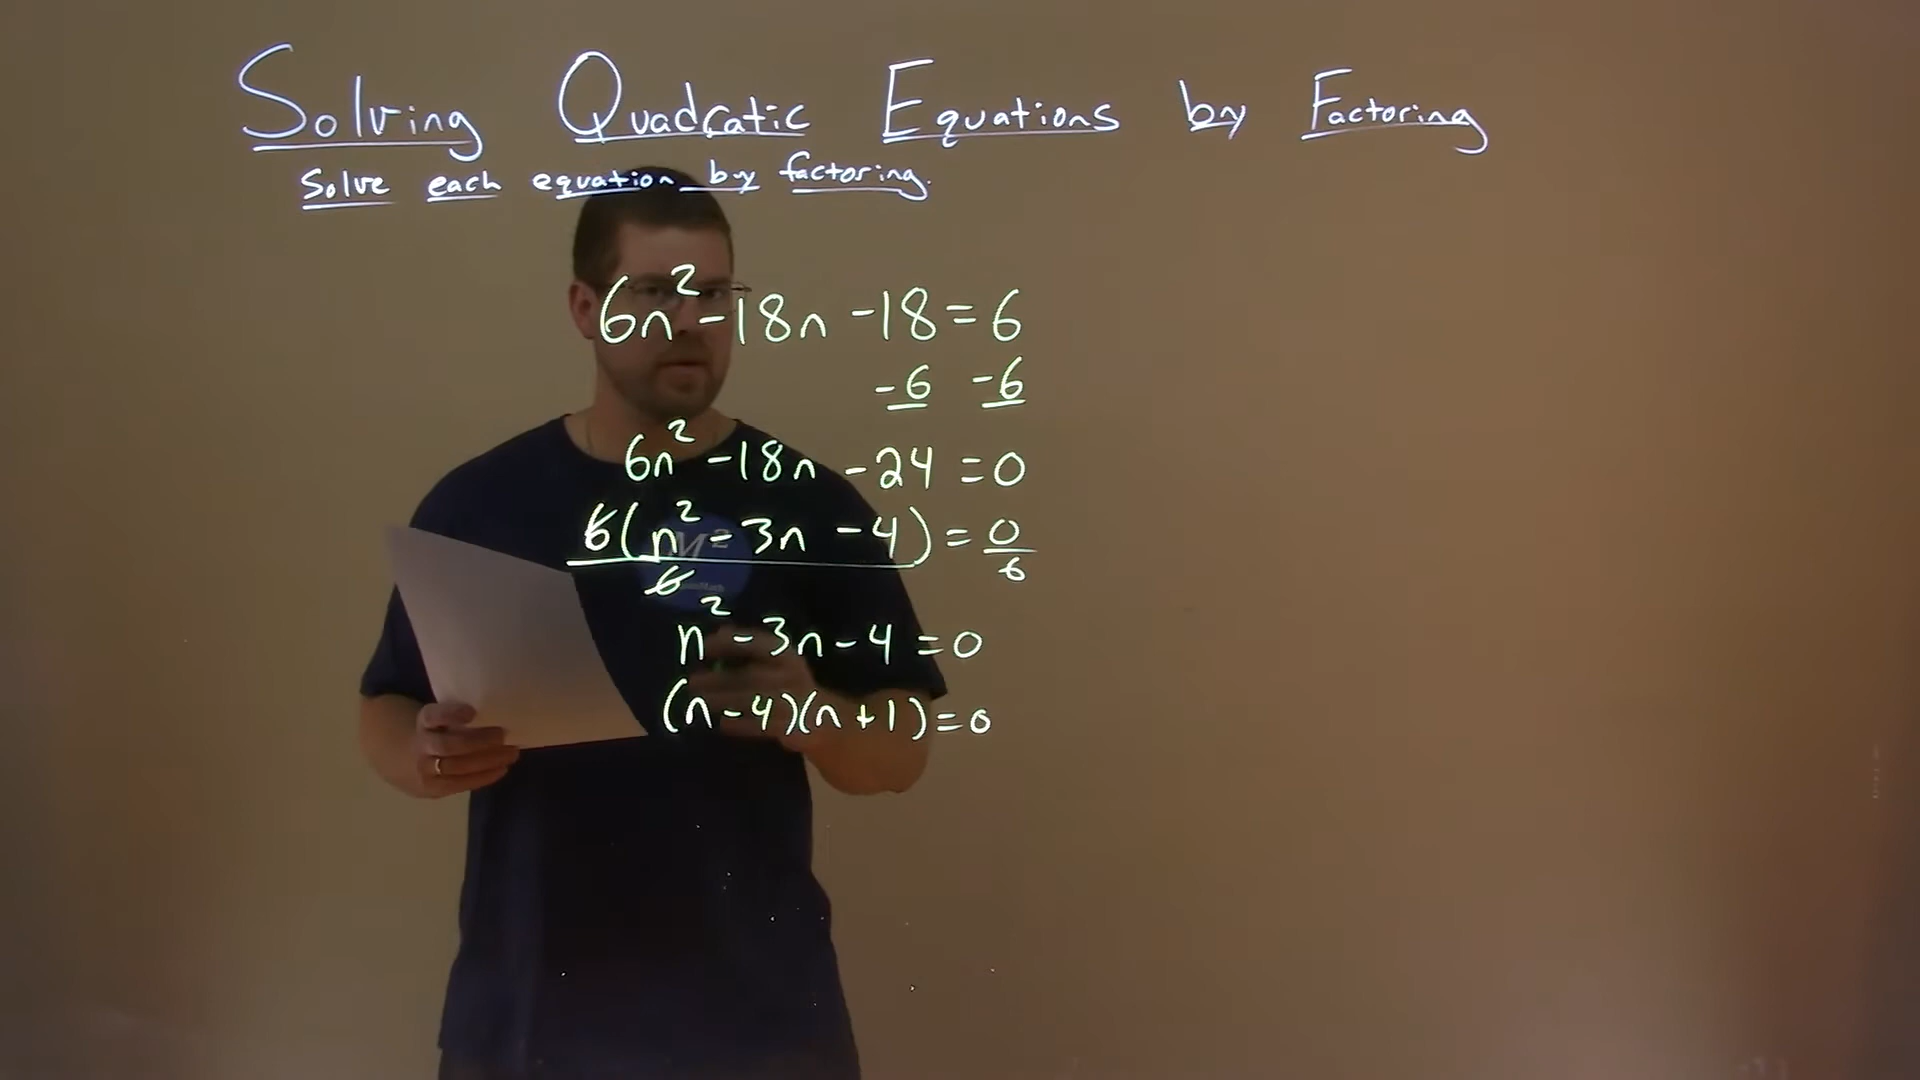 Solving Quadratic Equations by Factoring
Solve each equation by factoring.
6n² - 18n - 18 = 6
-6 -6
6n² - 18n - 24 = 0
6(n² - 3n - 4) = 0
6 6
n² - 3n - 4 = 0
(n - 4)(n + 1) = 0